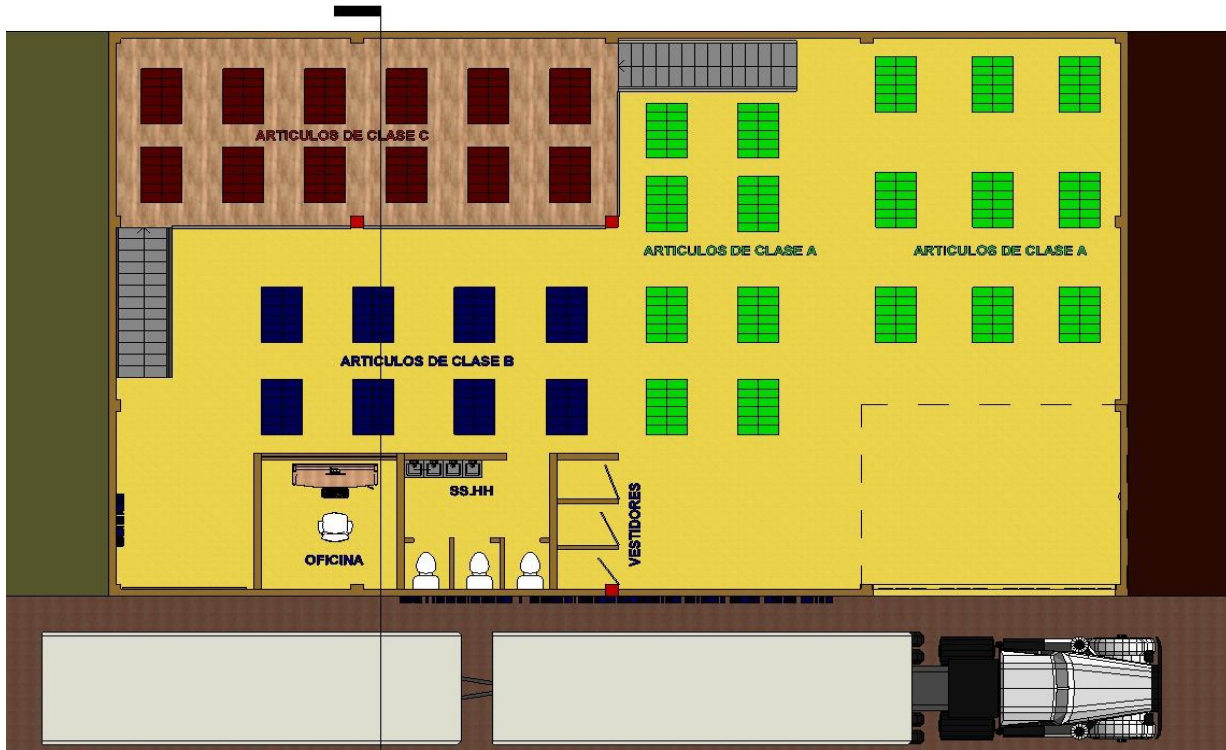 ARTICULOS DE CLASE C
ARTICULOS DE CLASE A
ARTICULOS DE CLASE A
ARTICULOS DE CLASE B
SS.HH
VESTIDORES
OFICINA